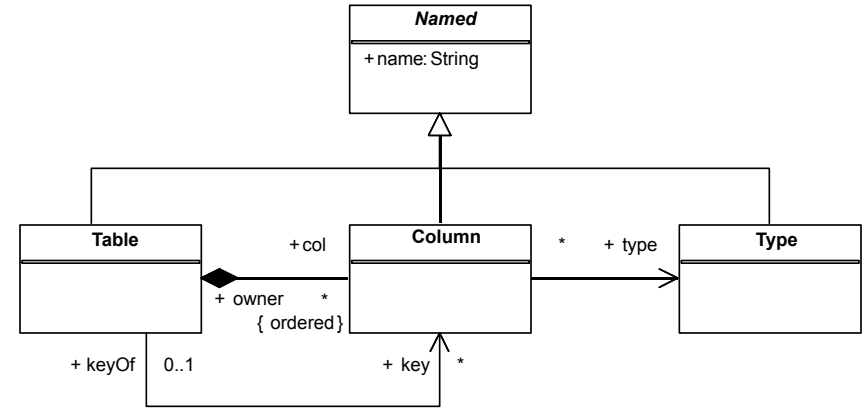 Named
+ name: String
Table
+ col
Column
* + type
Type
+ owner *
{ ordered}
+ keyOf 0..1
+ key *